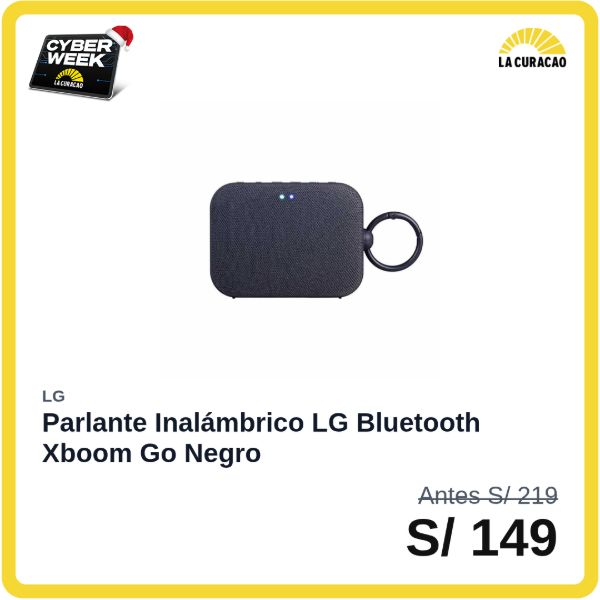 CYBER
WEEK
LA CURACAO
LA CURACAO
LG
Parlante Inalámbrico LG Bluetooth
Xboom Go Negro
Antes S/ 219
S/ 149